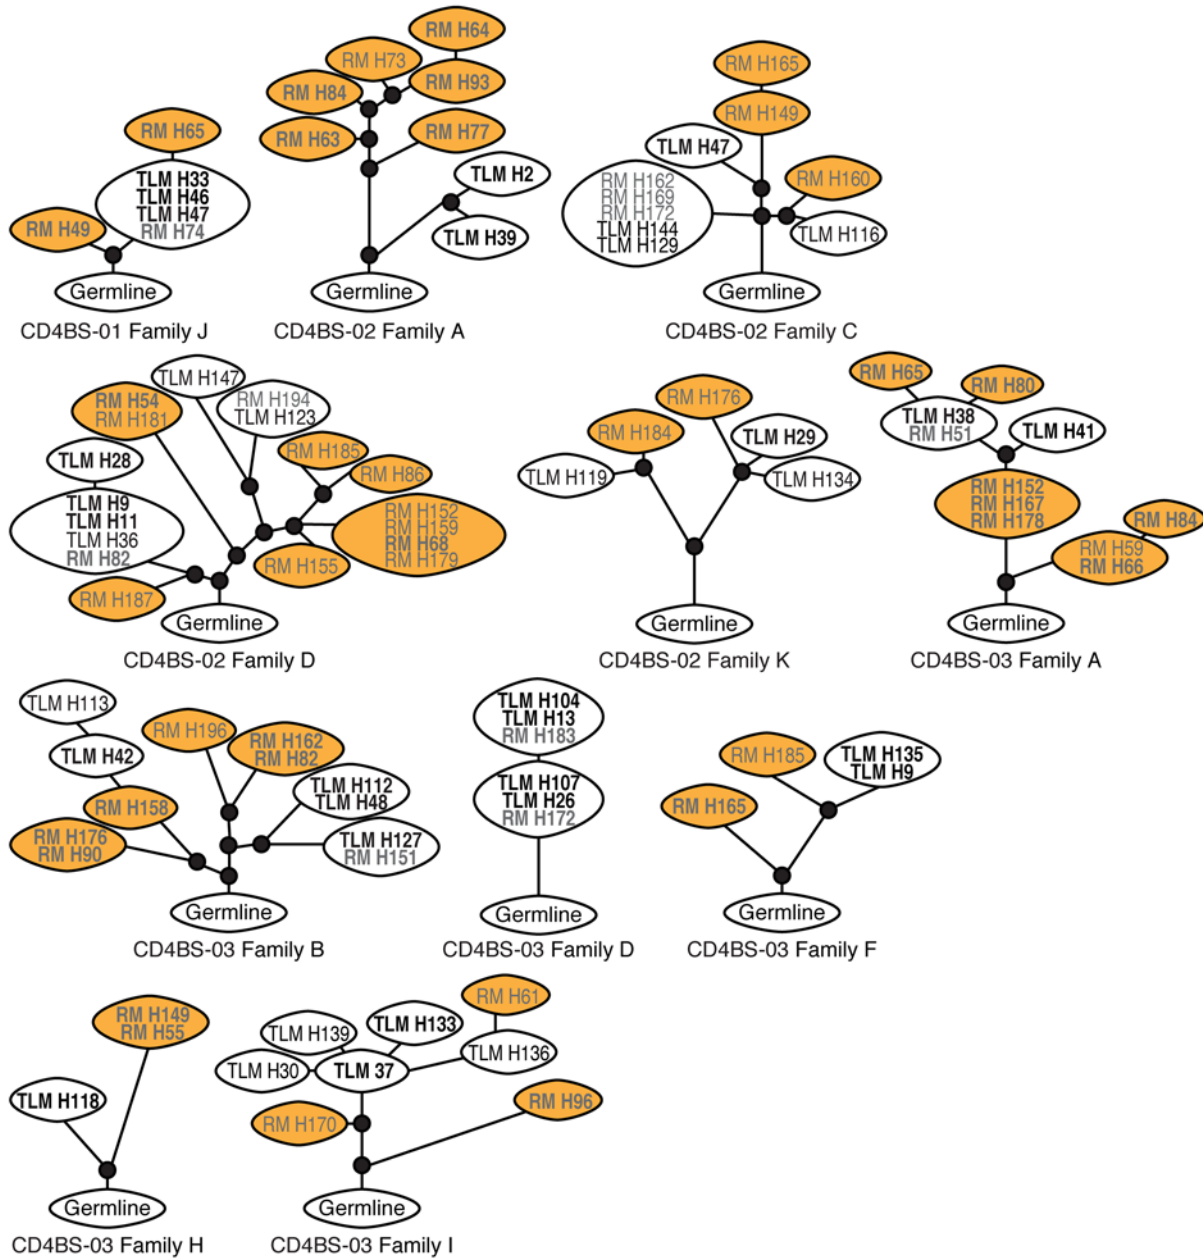 RM H65
TLM H33
TLM H46
TLM H47
RM H74
RM H49
Germline
CD4BS-01 Family J
RM H64
RM H73
RM H84
RM H93
RM H63
RM H77
TLM H2
TLM H39
Germline
CD4BS-02 Family A
RM H165
RM H149
TLM H47
RM H162
RM H169
RM H172
TLM H144
TLM H129
RM H160
TLM H116
Germline
CD4BS-02 Family C
TLM H147
RM H54
RM H181
RM H194
TLM H123
TLM H28
RM H185
RM H86
TLM H9
TLM H11
TLM H36
RM H82
RM H152
RM H159
RM H68
RM H179
RM H155
RM H187
Germline
CD4BS-02 Family D
RM H176
RM H184
TLM H29
TLM H119
TLM H134
Germline
CD4BS-02 Family K
RM H65
RM H80
TLM H38
RM H51
TLM H41
RM H152
RM H167
RM H178
RM H84
RM H59
RM H66
Germline
CD4BS-03 Family A
TLM H113
TLM H42
RM H196
RM H162
RM H82
RM H158
TLM H112
TLM H48
RM H176
RM H90
TLM H127
RM H151
Germline
CD4BS-03 Family B
TLM H104
TLM H13
RM H183
TLM H107
TLM H26
RM H172
Germline
CD4BS-03 Family D
RM H185
TLM H135
TLM H9
RM H165
Germline
CD4BS-03 Family F
RM H149
RM H55
TLM H118
Germline
CD4BS-03 Family H
RM H61
TLM H139
TLM H133
TLM H136
TLM H30
TLM 37
RM H170
RM H96
Germline
CD4BS-03 Family I